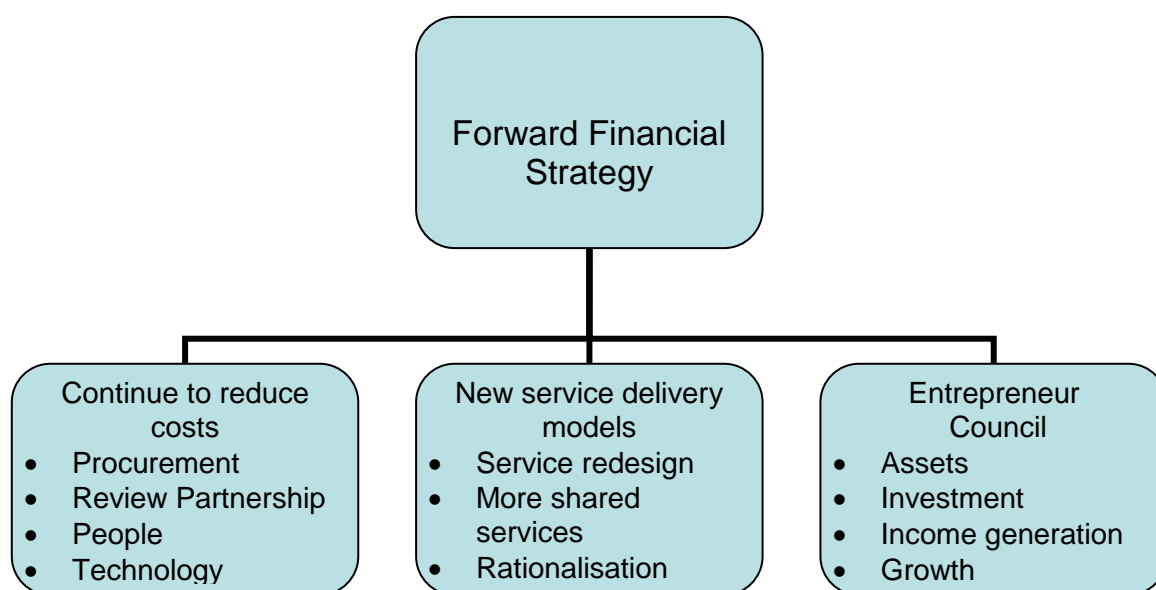 Forward Financial
Strategy
Continue to reduce
costs
• Procurement
• Review Partnership
• People
• Technology
New service delivery
models
• Service redesign
• More shared
services
• Rationalisation
Entrepreneur
Council
• Assets
• Investment
• Income generation
• Growth